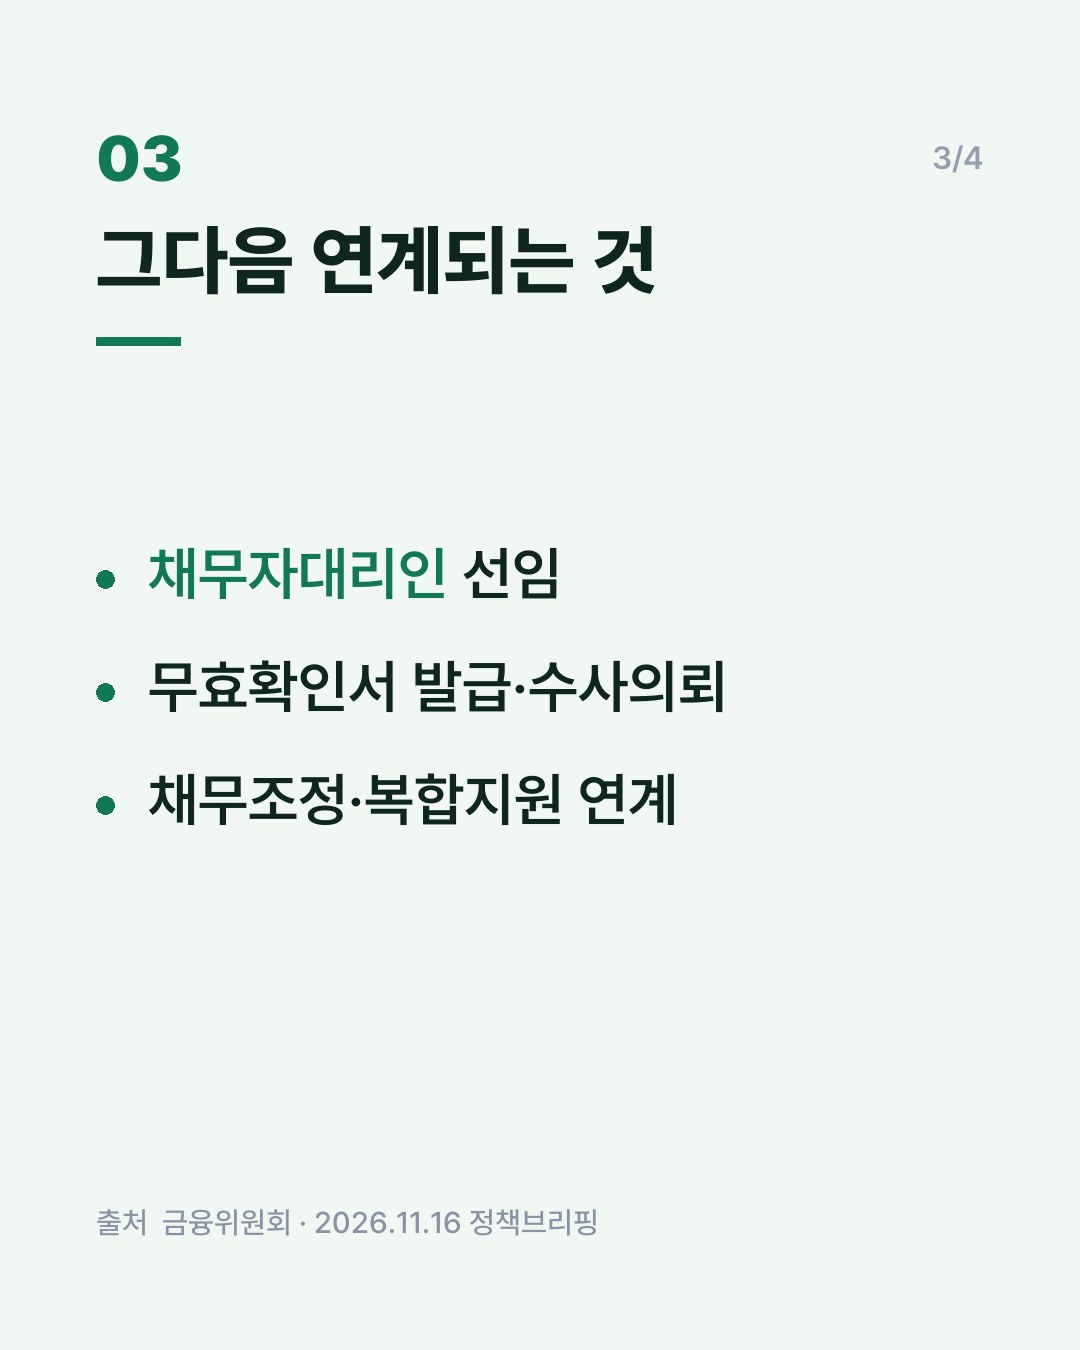 03
3/4
그다음 연계되는 것
채무자대리인 선임
무효확인서 발급·수사의뢰
채무조정·복합지원 연계
출처 금융위원회 · 2026.11.16 정책브리핑